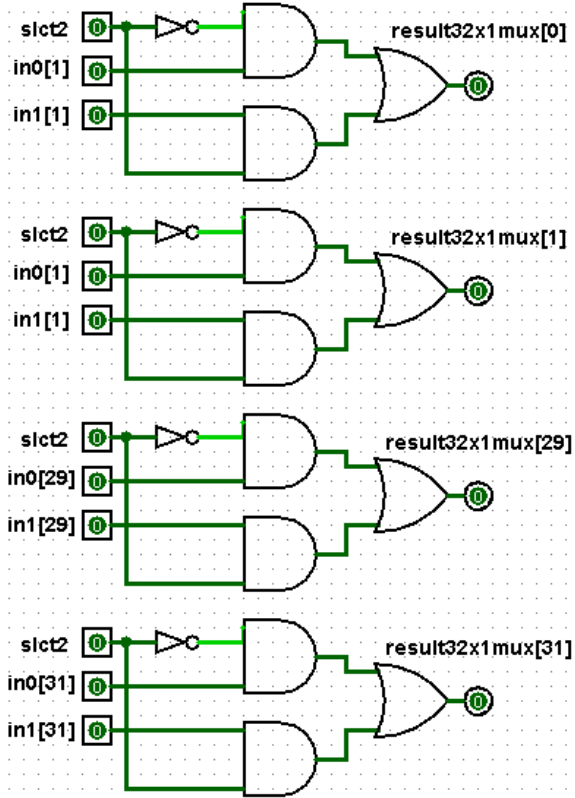 slct2 0 result32x1mux[0]
in0[1] 0
in1[1] 0 0
slct2 0 result32x1mux[1]
in0[1] 0
in1[1] 0 0
slct2 0 result32x1mux[29]
in0[29] 0
in1[29] 0 0
slct2 0 result32x1mux[31]
in0[31] 0
in1[31] 0 0